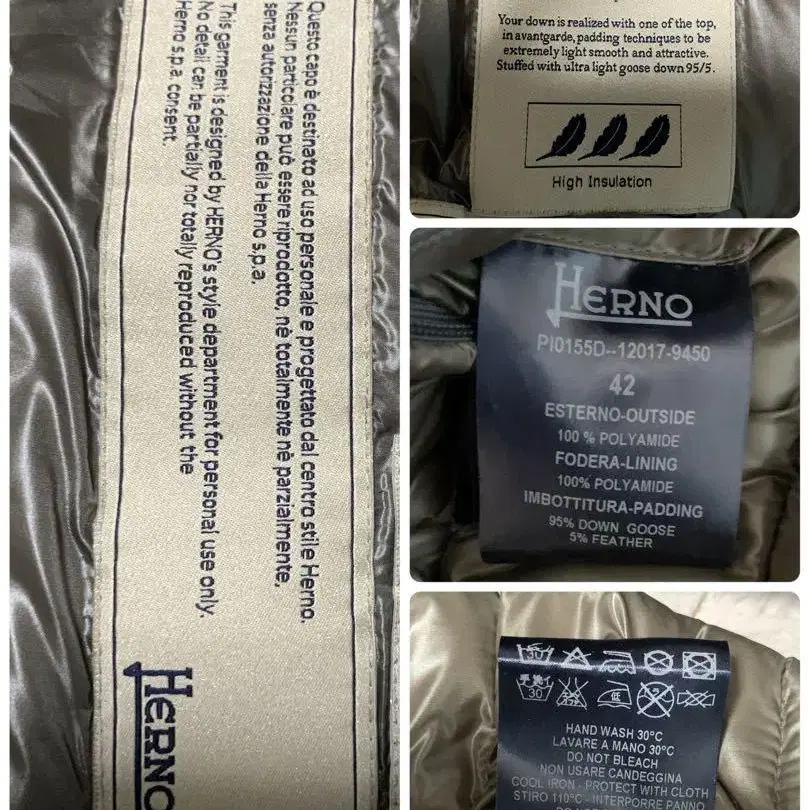 Questo capo è destinato ad uso personale e progettato dal centro stile Herno.
Nessun particolare può essere riprodotto, nè totalmente nè parzialmente,
senza autorizzazione della Herno s.p.a.
This garment is designed by HERNO's style department for personal use only.
No detail can be partially nor totally reproduced without the
Herno s.p.a. consent.
HERNO
Your down is realized with one of the top,
in avantgarde, padding techniques to be
extremely light smooth and attractive.
Stuffed with ultra light goose down 95/5.
High Insulation
HERNO
PI0155D--12017-9450
42
ESTERNO-OUTSIDE
100 % POLYAMIDE
FODERA-LINING
100% POLYAMIDE
IMBOTTITURA-PADDING
95% DOWN GOOSE
5% FEATHER
30
30
低
HAND WASH 30°C
LAVARE A MANO 30°C
DO NOT BLEACH
NON USARE CANDEGGINA
COOL IRON - PROTECT WITH CLOTH
STIRO 110°C - INTERPORRE PANNO